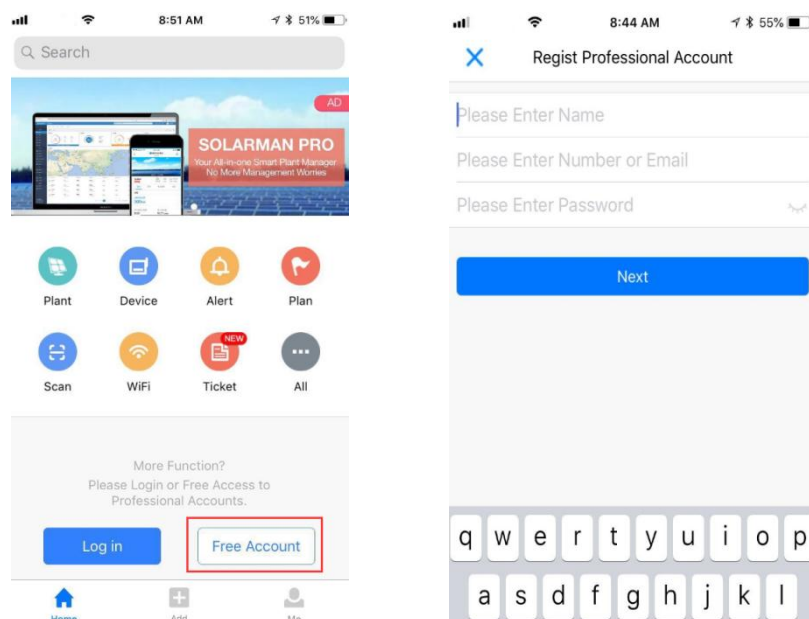 8:51 AM
51%
Search
AD
SOLARMAN PRO
Your All-in-one Smart Plant Manager
No More Management Worries
Plant Device Alert Plan
NEW
Scan WiFi Ticket All
More Function?
Please Login or Free Access to
Professional Accounts.
Log in Free Account
Home Add Me
8:44 AM
55%
Regist Professional Account
Please Enter Name
Please Enter Number or Email
Please Enter Password
Next
q w e r t y u i o p
a s d f g h j k l